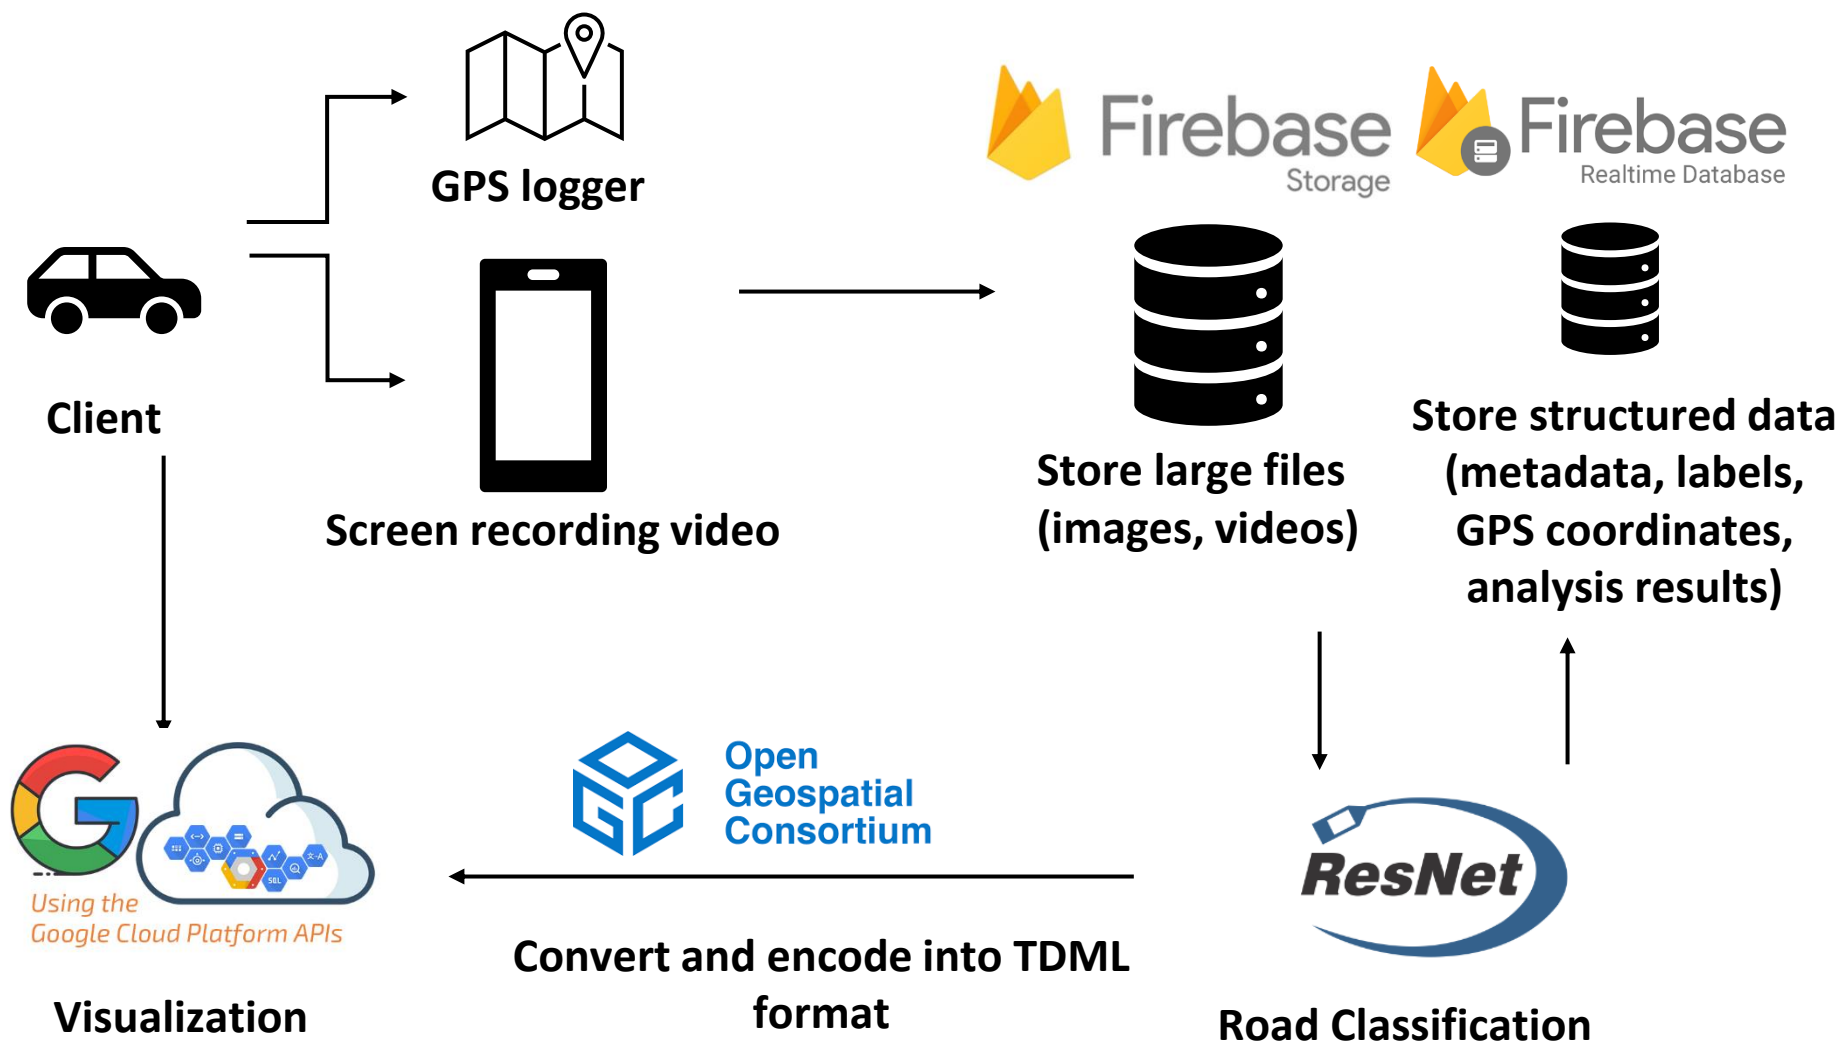 GPS logger
Firebase
Storage
Firebase
Realtime Database
Client
Screen recording video
Store large files
(images, videos)
Store structured data
(metadata, labels,
GPS coordinates,
analysis results)
Open
Geospatial
Consortium
OGC
SQL
Using the
Google Cloud Platform APIs
Visualization
Convert and encode into TDML
format
ResNet
Road Classification